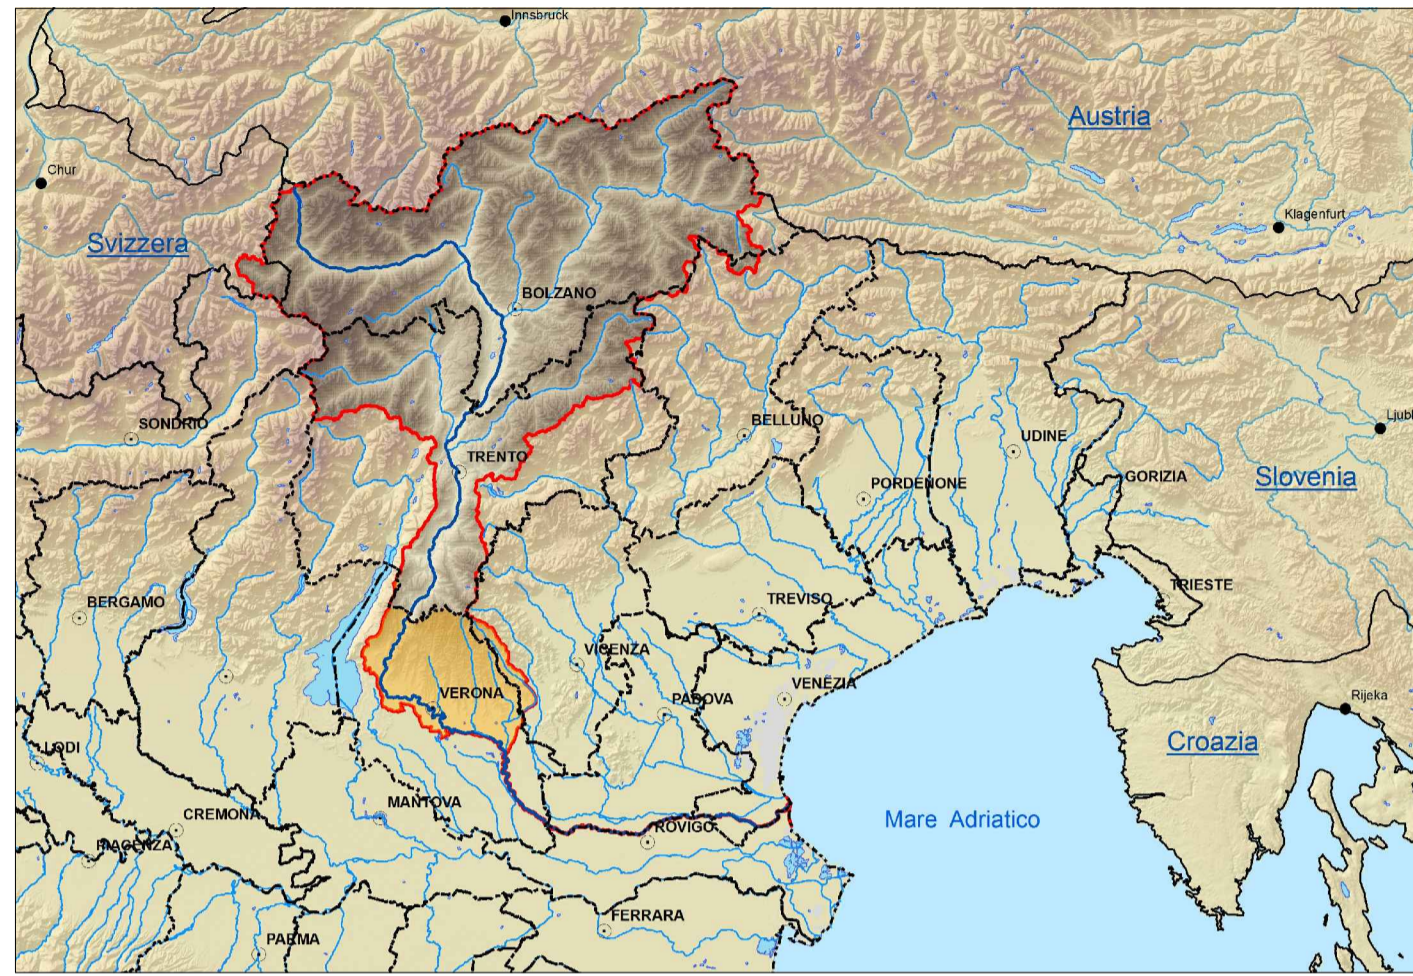 Innsbruck
Austria
Chur
Klagenfurt
Svizzera
BOLZANO
SONDRIO
BELLUNO
Ljubl
UDINE
TRENTO
GORIZIA
Slovenia
PORDENONE
TRIESTE
BERGAMO
TREVISO
VICENZA
VENEZIA
VERONA
PADOVA
Rijeka
LODI
Croazia
MANTOVA
CREMONA
Mare Adriatico
ROVIGO
PIACENZA
FERRARA
PARMA